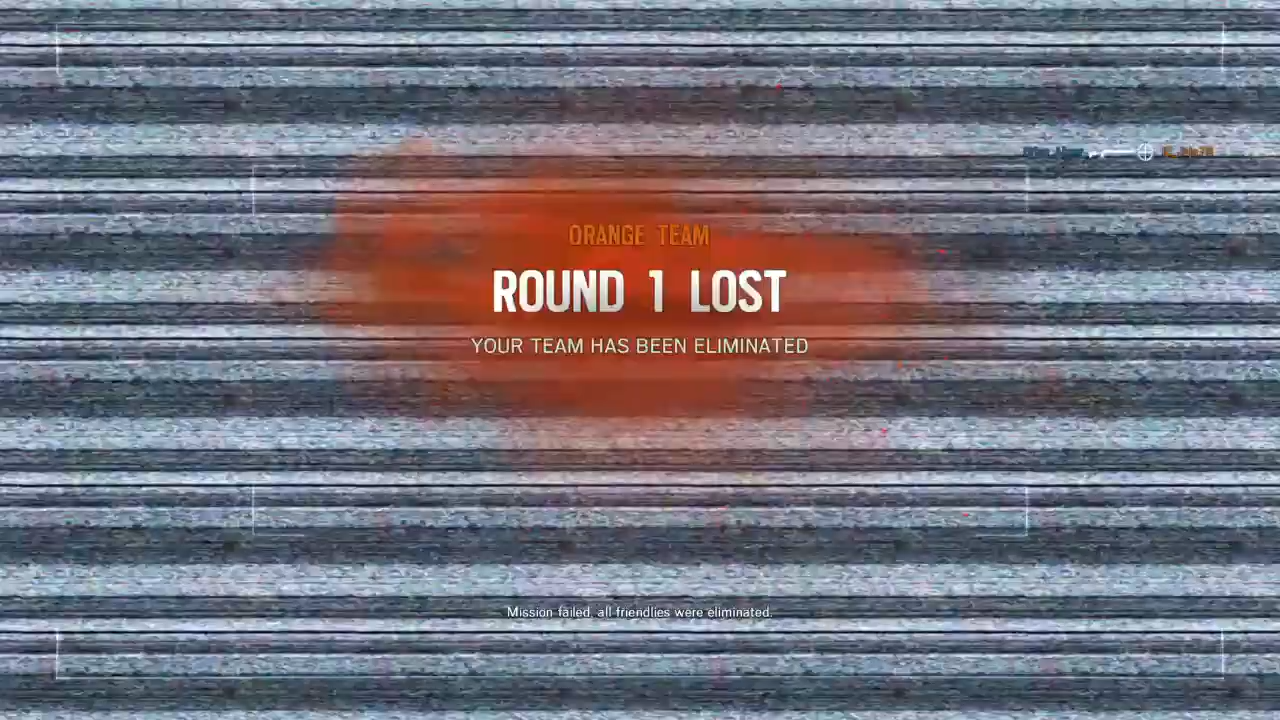 ORANGE TEAM
ROUND 1 LOST
YOUR TEAM HAS BEEN ELIMINATED
Mission failed, all friendlies were eliminated.